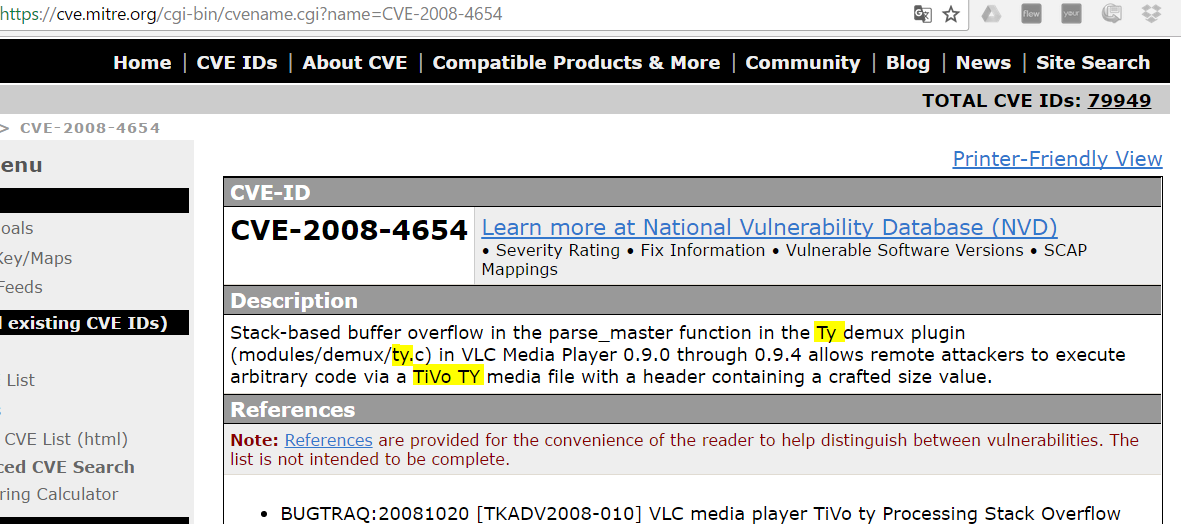 https://cve.mitre.org/cgi-bin/cvename.cgi?name=CVE-2008-4654
flow
your
Home | CVE IDs | About CVE | Compatible Products & More | Community | Blog | News | Site Search
TOTAL CVE IDs: 79949
> CVE-2008-4654
enu
oals
Key/Maps
Feeds
l existing CVE IDs)
List
s
CVE List (html)
ced CVE Search
ring Calculator
Printer-Friendly View
CVE-ID
CVE-2008-4654
Learn more at National Vulnerability Database (NVD)
• Severity Rating • Fix Information • Vulnerable Software Versions • SCAP
Mappings
Description
Stack-based buffer overflow in the parse_master function in the Ty demux plugin
(modules/demux/ty.c) in VLC Media Player 0.9.0 through 0.9.4 allows remote attackers to execute
arbitrary code via a TiVo TY media file with a header containing a crafted size value.
References
Note: References are provided for the convenience of the reader to help distinguish between vulnerabilities. The
list is not intended to be complete.
• BUGTRAQ:20081020 [TKADV2008-010] VLC media player TiVo ty Processing Stack Overflow